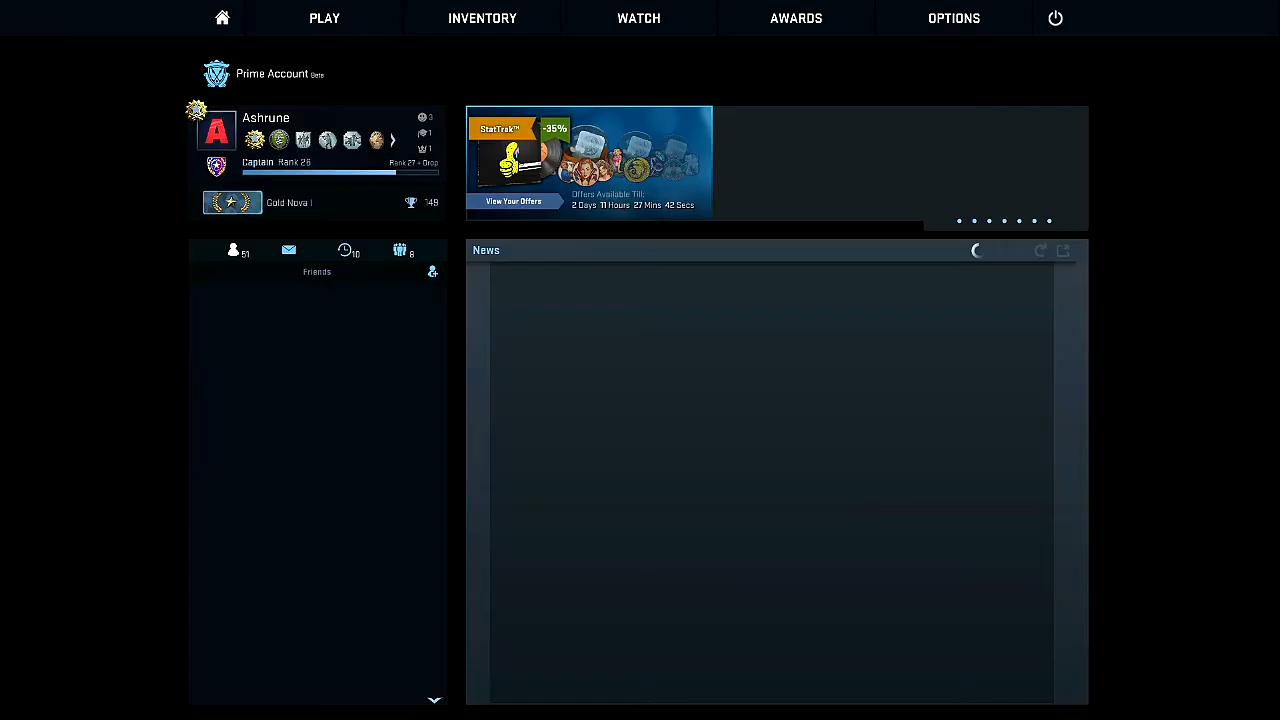 PLAY
INVENTORY
WATCH
AWARDS
OPTIONS
Prime Account Beta
Ashrune
3
1
1
Captain Rank 26
Rank 27 + Drop
Gold Nova I
149
StatTrak™
-35%
View Your Offers
Offers Available Till:
2 Days 11 Hours 27 Mins 42 Secs
51
10
8
Friends
News